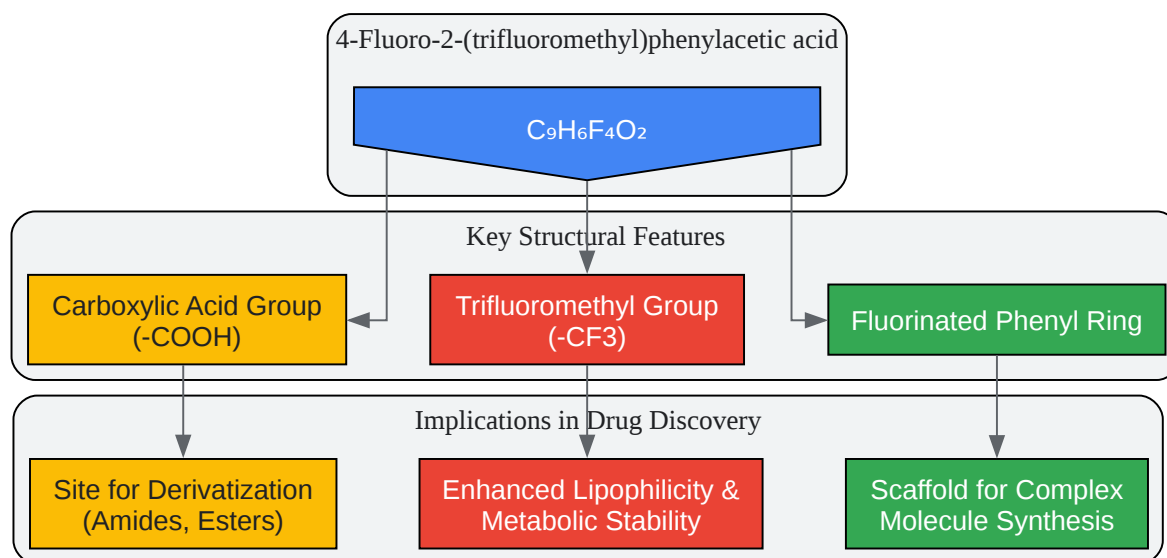 4-Fluoro-2-(trifluoromethyl)phenylacetic acid
C₉H₆F₄O₂
Key Structural Features
Carboxylic Acid Group
(-COOH)
Trifluoromethyl Group
(-CF3)
Fluorinated Phenyl Ring
Implications in Drug Discovery
Site for Derivatization
(Amides, Esters)
Enhanced Lipophilicity &
Metabolic Stability
Scaffold for Complex
Molecule Synthesis